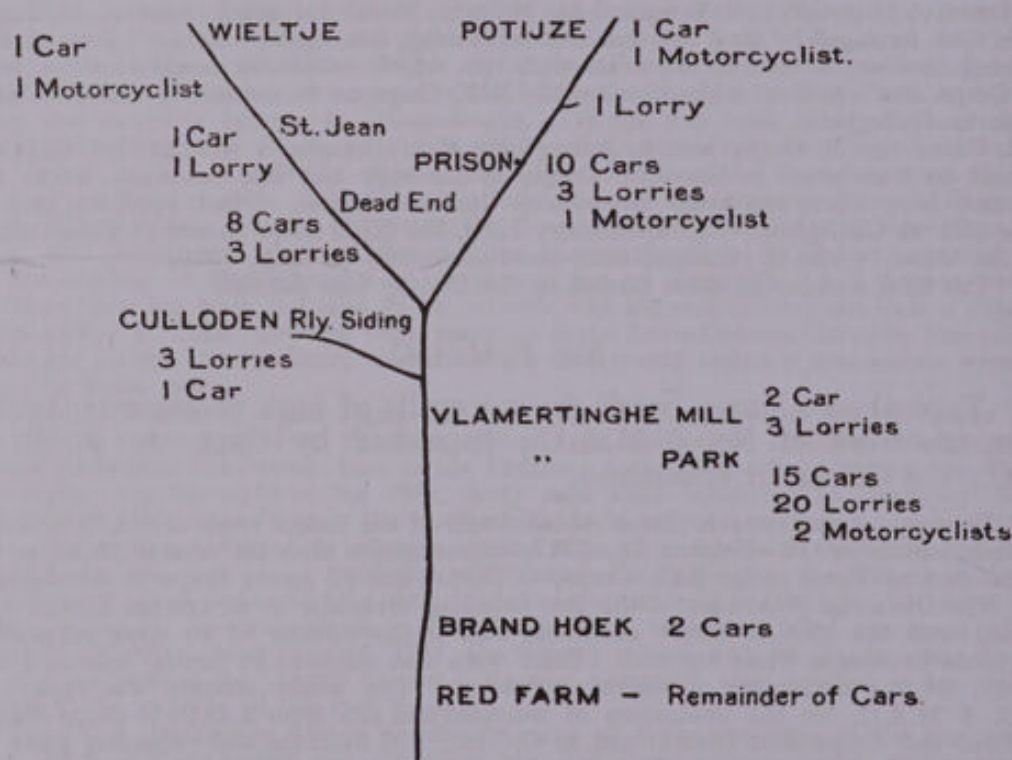 WIELTJE
1 Car
1 Motorcyclist
POTIJZE
1 Car
1 Motorcyclist.
1 Lorry
St. Jean
1 Car
1 Lorry
PRISON
10 Cars
3 Lorries
1 Motorcyclist
Dead End
8 Cars
3 Lorries
CULLODEN Rly. Siding
3 Lorries
1 Car
VLAMERTINGHE MILL
2 Car
3 Lorries
" PARK
15 Cars
20 Lorries
2 Motorcyclists
BRAND HOEK 2 Cars
RED FARM – Remainder of Cars.